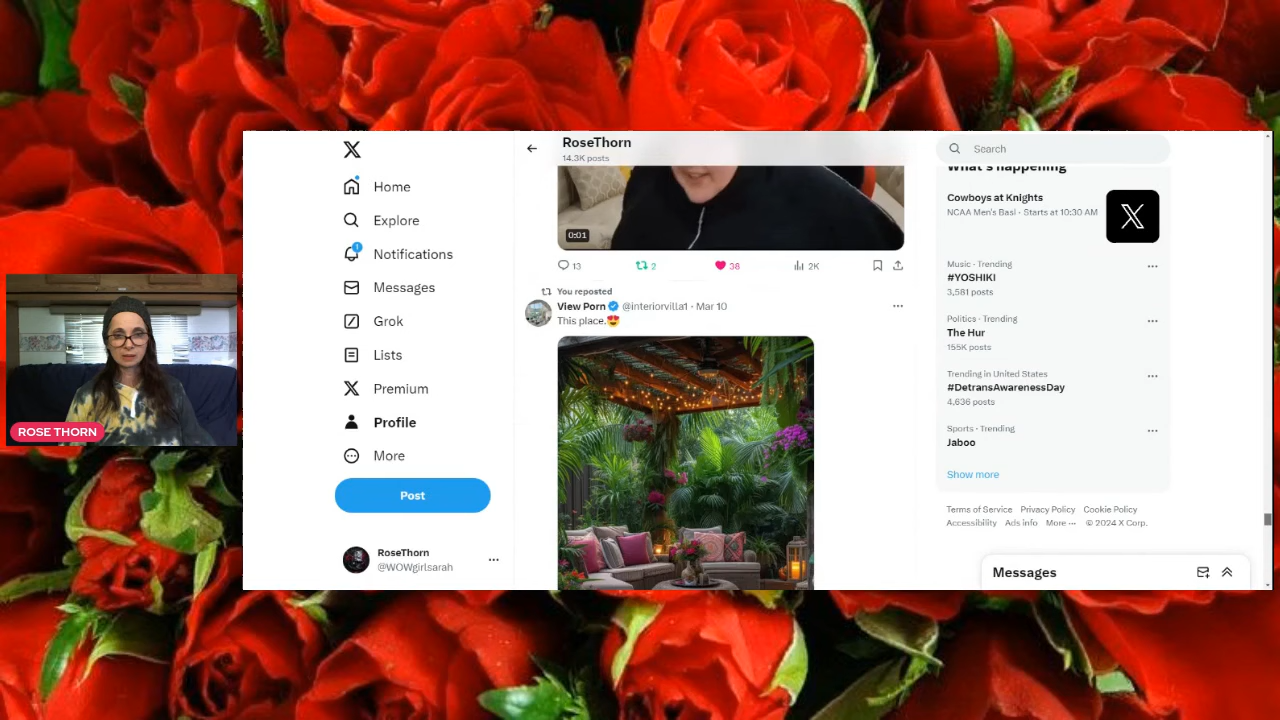 ROSE THORN
Home
Explore
1
Notifications
Messages
Grok
Lists
Premium
Profile
More
Post
RoseThorn
@WOWgirlsarah
RoseThorn
14.3K posts
0:01
13
2
38
2K
You reposted
View Porn @interiorvilla1 · Mar 10
This place.
Search
What's happening
Cowboys at Knights
NCAA Men's Basl · Starts at 10:30 AM
Music · Trending
#YOSHIKI
3,581 posts
Politics · Trending
The Hur
155K posts
Trending in United States
#DetransAwarenessDay
4,636 posts
Sports · Trending
Jaboo
Show more
Terms of Service Privacy Policy Cookie Policy
Accessibility Ads info More ··· © 2024 X Corp.
Messages